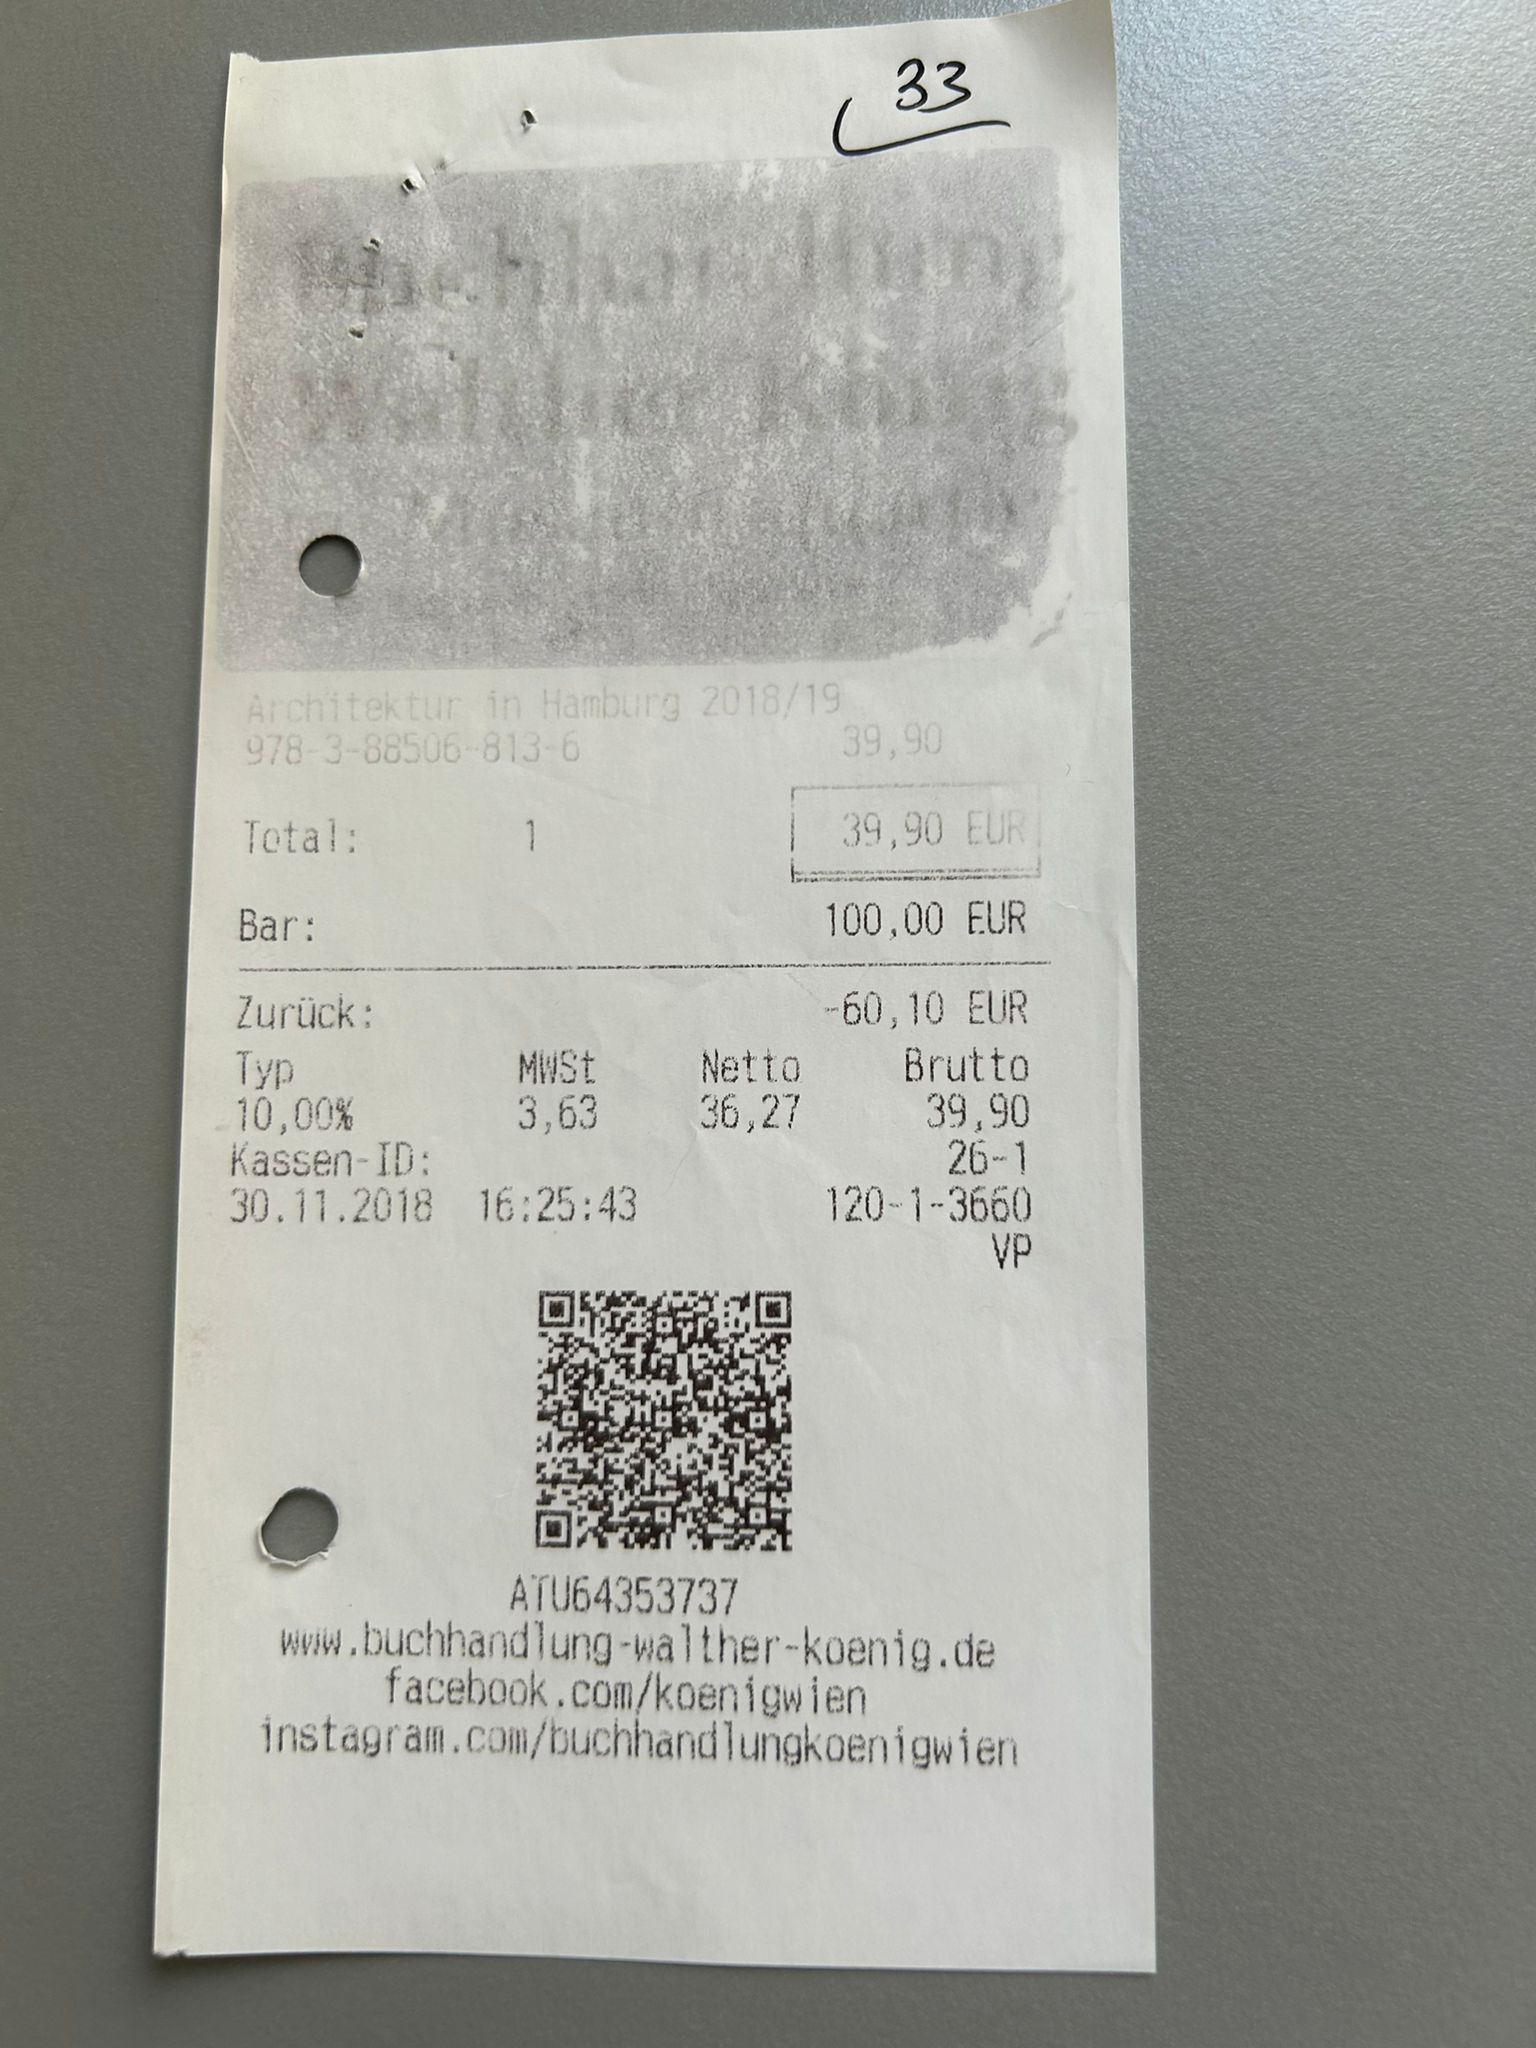 33
Buchhandlung
Walther König
Architektur in Hamburg 2018/19
978-3-88506-813-6 39,90
Total: 1 39,90 EUR
Bar: 100,00 EUR
Zurück: -60,10 EUR
Typ MWSt Netto Brutto
10,00% 3,63 36,27 39,90
Kassen-ID: 26-1
30.11.2018 16:25:43 120-1-3660
VP
ATU64353737
www.buchhandlung-walther-koenig.de
facebook.com/koenigwien
instagram.com/buchhandlungkoenigwien